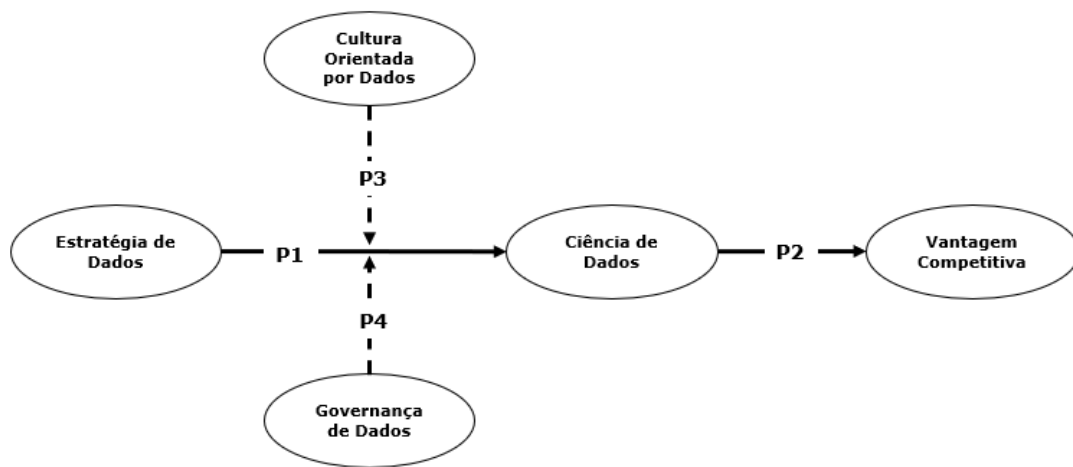 Cultura
Orientada
por Dados
P3
Estratégia de
Dados
P1
Ciência de
Dados
P2
Vantagem
Competitiva
P4
Governança
de Dados